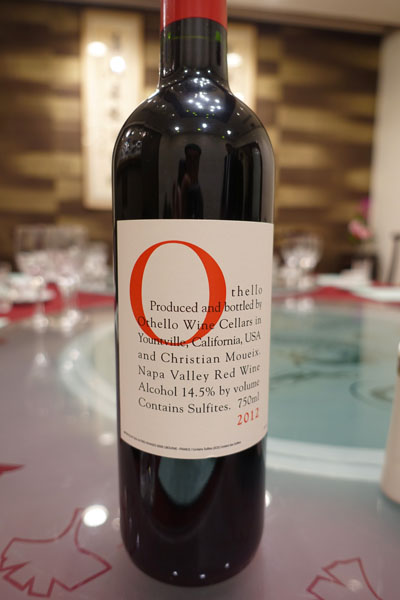 Othello
Produced and bottled by
Othello Wine Cellars in
Yountville, California, USA
and Christian Moueix.
Napa Valley Red Wine
Alcohol 14.5% by volume
Contains Sulfites. 750ml
2012